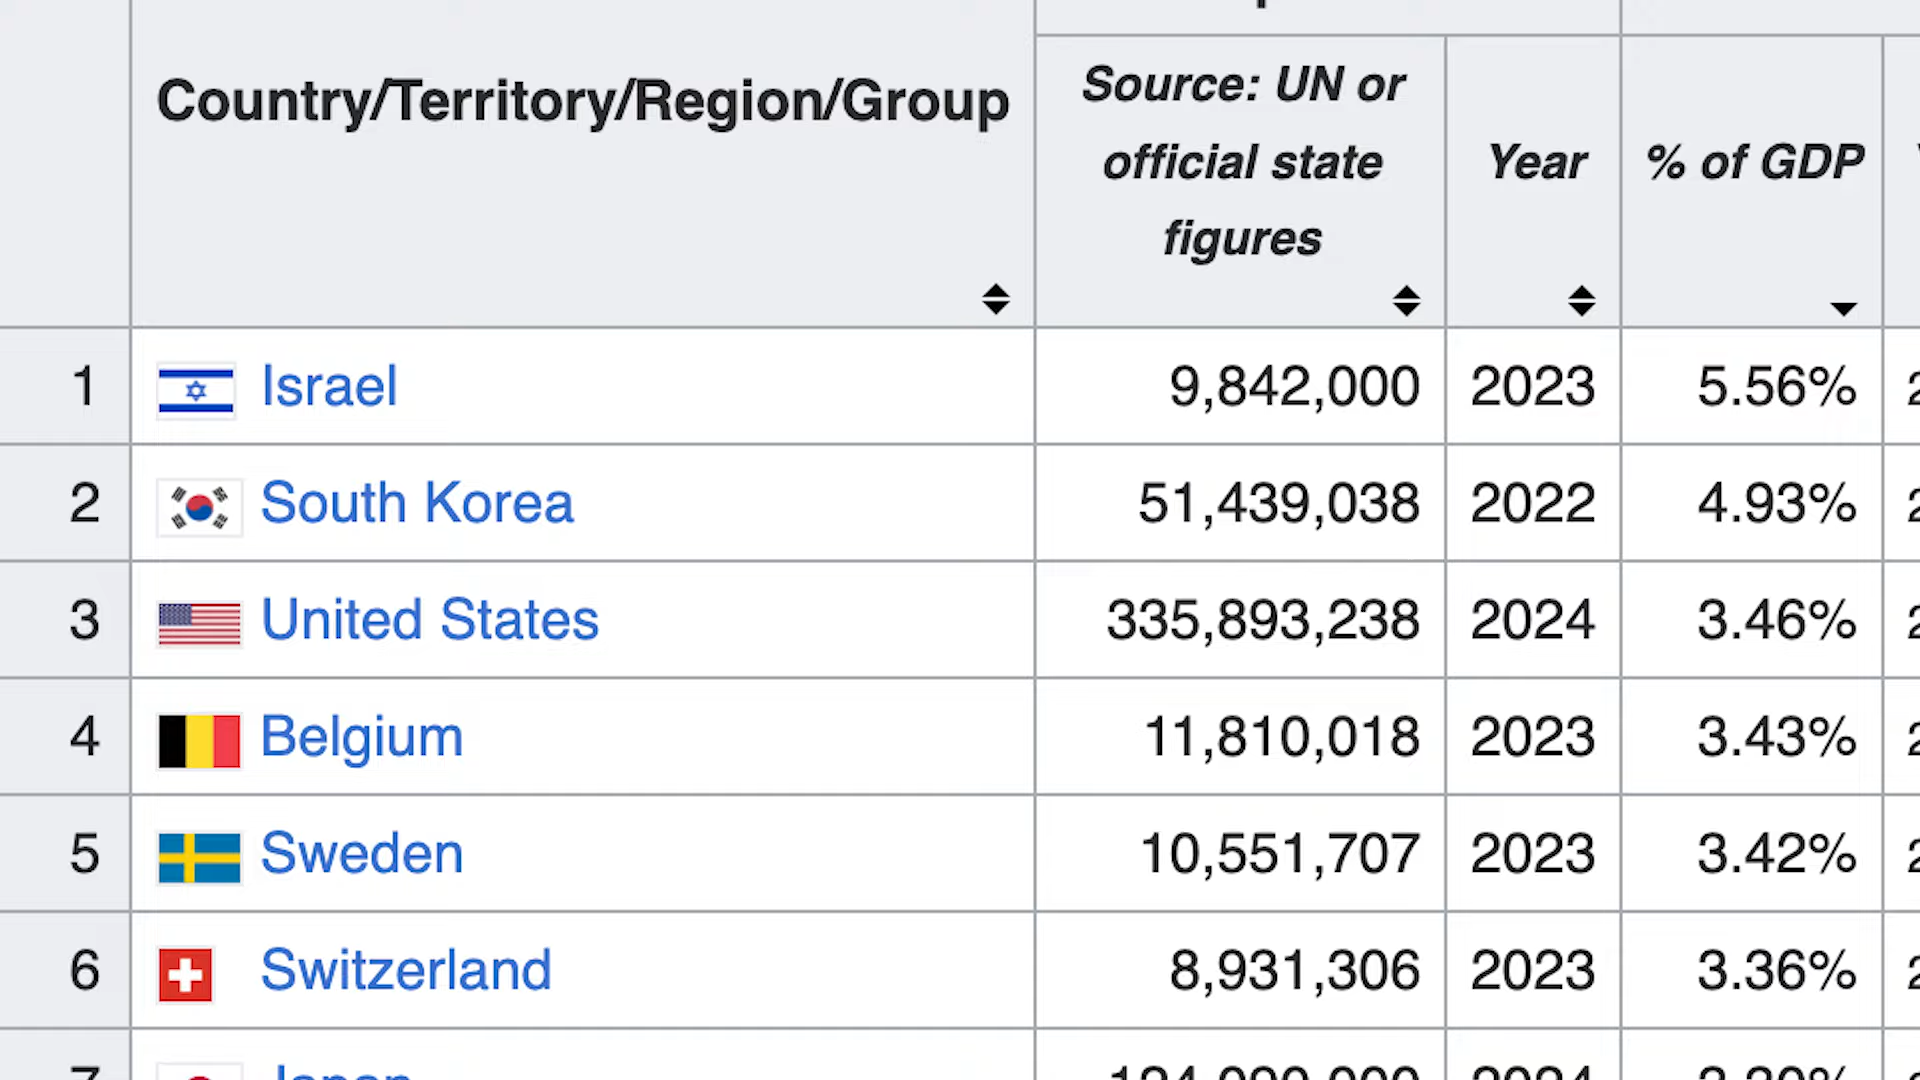 Country/Territory/Region/Group
Source: UN or
official state
figures
Year
% of GDP
1 Israel 9,842,000 2023 5.56%
2 South Korea 51,439,038 2022 4.93%
3 United States 335,893,238 2024 3.46%
4 Belgium 11,810,018 2023 3.43%
5 Sweden 10,551,707 2023 3.42%
6 Switzerland 8,931,306 2023 3.36%
7 Japan 2024